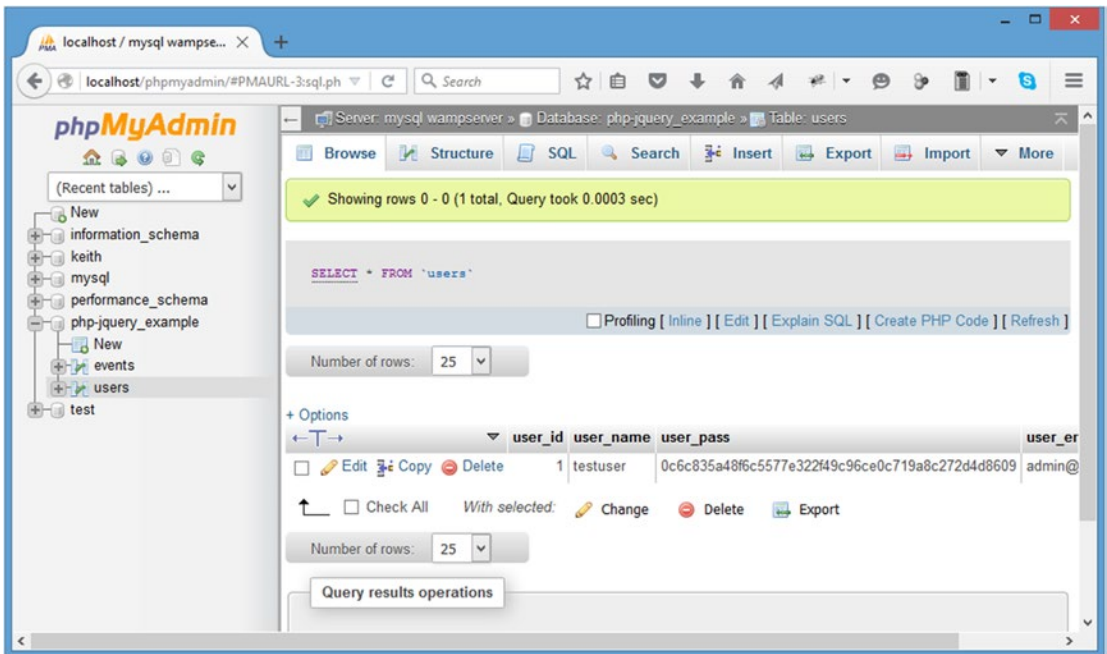 localhost / mysql wampse...
localhost/phpmyadmin/#PMAURL-3:sql.ph
Search
phpMyAdmin
(Recent tables) ...
New
information_schema
keith
mysql
performance_schema
php-jquery_example
New
events
users
test
Server: mysql wampserver » Database: php-jquery_example » Table: users
Browse Structure SQL Search Insert Export Import More
Showing rows 0 - 0 (1 total, Query took 0.0003 sec)
SELECT * FROM `users`
Profiling [ Inline ] [ Edit ] [ Explain SQL ] [ Create PHP Code ] [ Refresh ]
Number of rows: 25
+ Options
user_id user_name user_pass user_er
Edit Copy Delete 1 testuser 0c6c835a48f6c5577e322f49c96ce0c719a8c272d4d8609 admin@
Check All With selected: Change Delete Export
Number of rows: 25
Query results operations